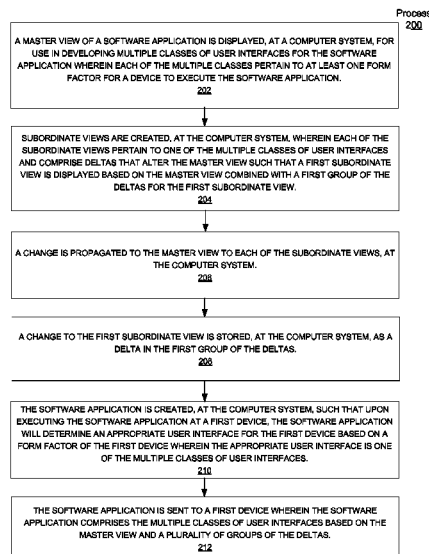 Process
200
A MASTER VIEW OF A SOFTWARE APPLICATION IS DISPLAYED, AT A COMPUTER SYSTEM, FOR
USE IN DEVELOPING MULTIPLE CLASSES OF USER INTERFACES FOR THE SOFTWARE
APPLICATION WHEREIN EACH OF THE MULTIPLE CLASSES PERTAIN TO AT LEAST ONE FORM
FACTOR FOR A DEVICE TO EXECUTE THE SOFTWARE APPLICATION.
202
SUBORDINATE VIEWS ARE CREATED, AT THE COMPUTER SYSTEM, WHEREIN EACH OF THE
SUBORDINATE VIEWS PERTAIN TO ONE OF THE MULTIPLE CLASSES OF USER INTERFACES
AND COMPRISE DELTAS THAT ALTER THE MASTER VIEW SUCH THAT A FIRST SUBORDINATE
VIEW IS DISPLAYED BASED ON THE MASTER VIEW COMBINED WITH A FIRST GROUP OF THE
DELTAS FOR THE FIRST SUBORDINATE VIEW.
204
A CHANGE IS PROPAGATED TO THE MASTER VIEW TO EACH OF THE SUBORDINATE VIEWS, AT
THE COMPUTER SYSTEM.
206
A CHANGE TO THE FIRST SUBORDINATE VIEW IS STORED, AT THE COMPUTER SYSTEM, AS A
DELTA IN THE FIRST GROUP OF THE DELTAS.
208
THE SOFTWARE APPLICATION IS CREATED, AT THE COMPUTER SYSTEM, SUCH THAT UPON
EXECUTING THE SOFTWARE APPLICATION AT A FIRST DEVICE, THE SOFTWARE APPLICATION
WILL DETERMINE AN APPROPRIATE USER INTERFACE FOR THE FIRST DEVICE BASED ON A
FORM FACTOR OF THE FIRST DEVICE WHEREIN THE APPROPRIATE USER INTERFACE IS ONE
OF THE MULTIPLE CLASSES OF USER INTERFACES.
210
THE SOFTWARE APPLICATION IS SENT TO A FIRST DEVICE WHEREIN THE SOFTWARE
APPLICATION COMPRISES THE MULTIPLE CLASSES OF USER INTERFACES BASED ON THE
MASTER VIEW AND A PLURALITY OF GROUPS OF THE DELTAS.
212